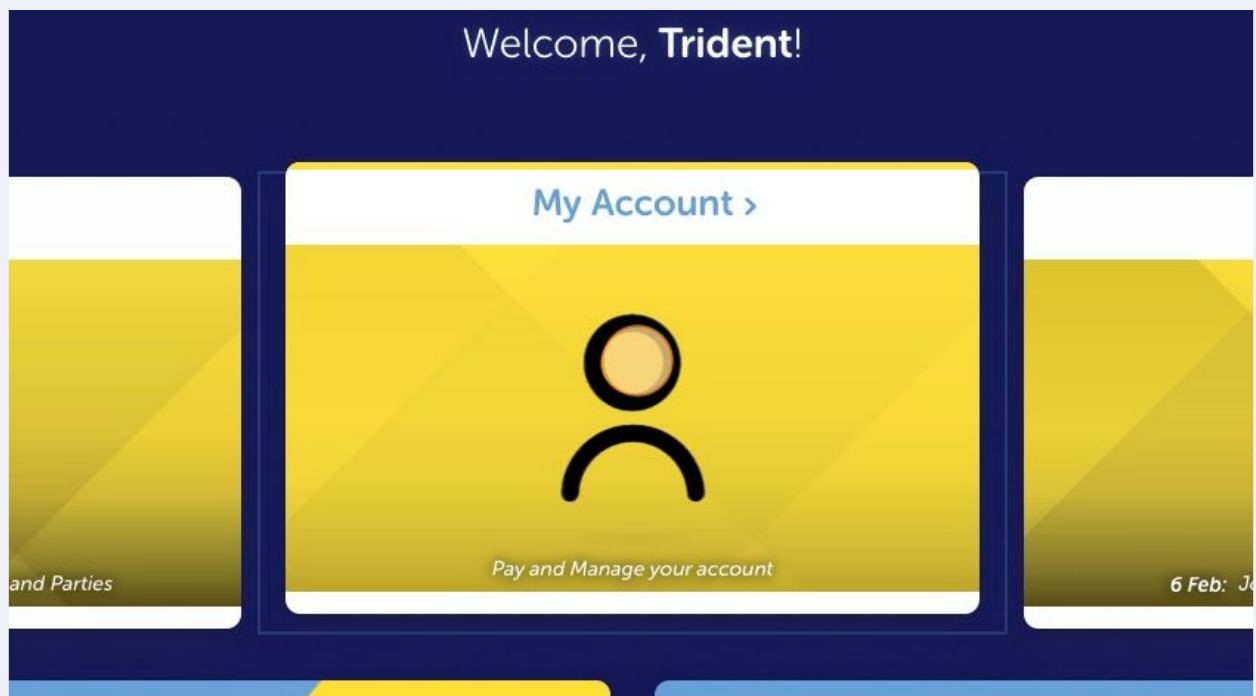 Welcome, Trident!
My Account >
Pay and Manage your account
and Parties
6 Feb: